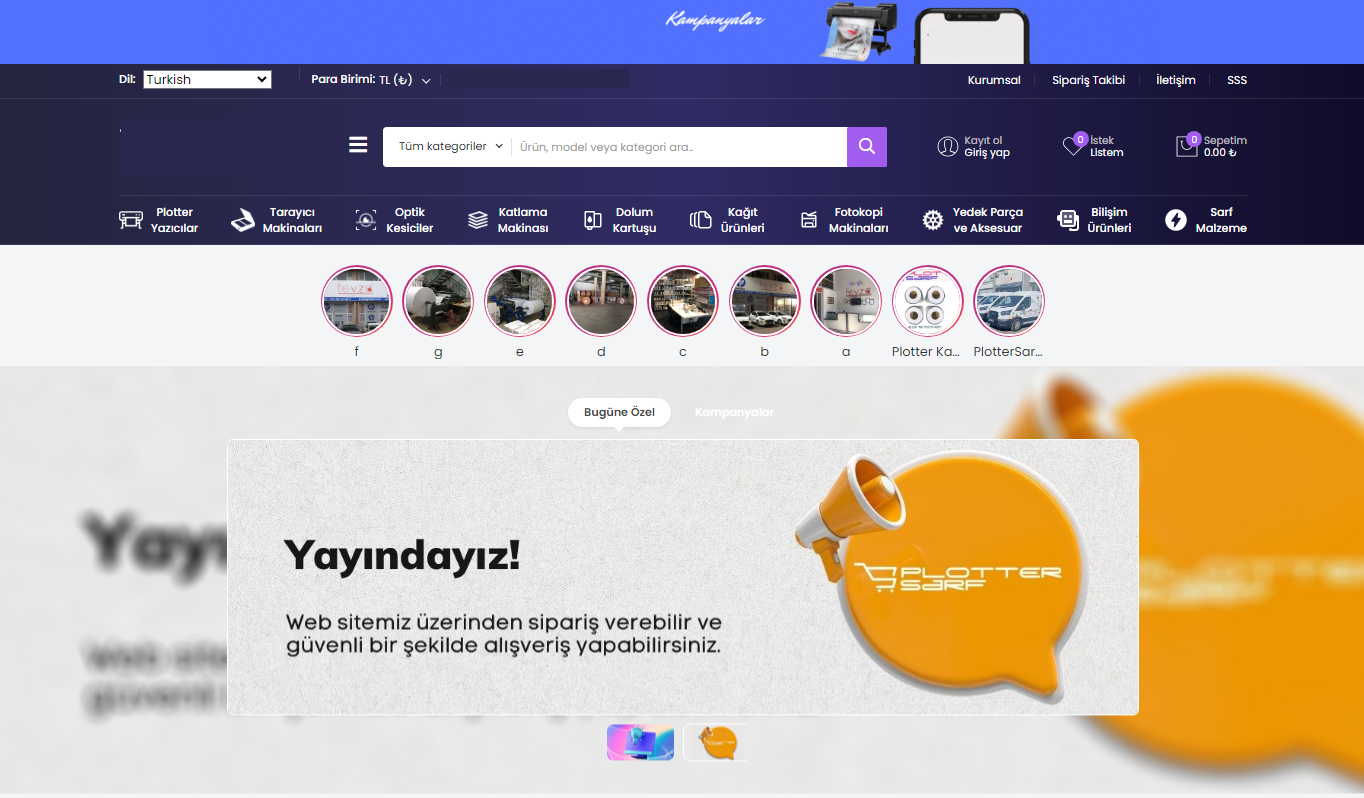 Kampanyalar
Dil: Turkish Para Birimi: TL (₺) Kurumsal Sipariş Takibi İletişim SSS
Tüm kategoriler Ürün, model veya kategori ara.. Kayıt ol 0 İstek 0 Sepetim
Giriş yap Listem 0.00 ₺
Plotter Tarayıcı Optik Katlama Dolum Kağıt Fotokopi Yedek Parça Bilişim Sarf
Yazıcılar Makinaları Kesiciler Makinası Kartuşu Ürünleri Makinaları ve Aksesuar Ürünleri Malzeme
f g e d c b a Plotter Ka... PlotterSar...
Bugüne Özel Kampanyalar
Yayındayız!
Web sitemiz üzerinden sipariş verebilir ve
güvenli bir şekilde alışveriş yapabilirsiniz.
PLOTTER
SARF